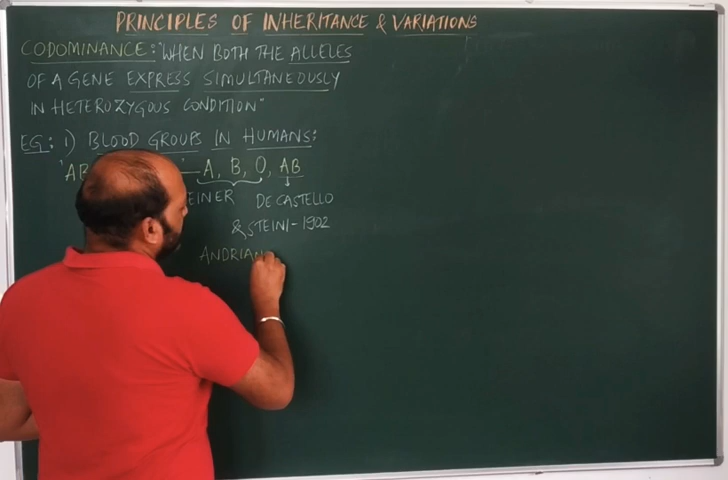 PRINCIPLES OF INHERITANCE & VARIATIONS
CODOMINANCE: "WHEN BOTH THE ALLELES
OF A GENE EXPRESS SIMULTANEOUSLY
IN HETEROZYGOUS CONDITION"
EG: 1) BLOOD GROUPS IN HUMANS:
'AB ' — A, B, O, AB
EINER DE CASTELLO
& STEINI - 1902
ANDRIAN